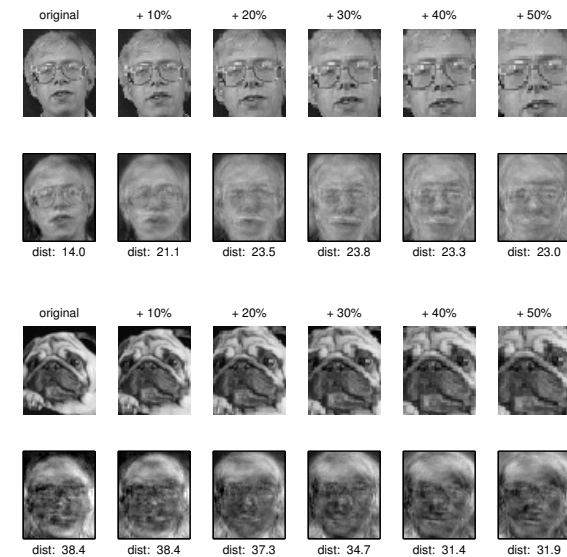 original + 10% + 20% + 30% + 40% + 50%
dist: 14.0 dist: 21.1 dist: 23.5 dist: 23.8 dist: 23.3 dist: 23.0
original + 10% + 20% + 30% + 40% + 50%
dist: 38.4 dist: 38.4 dist: 37.3 dist: 34.7 dist: 31.4 dist: 31.9